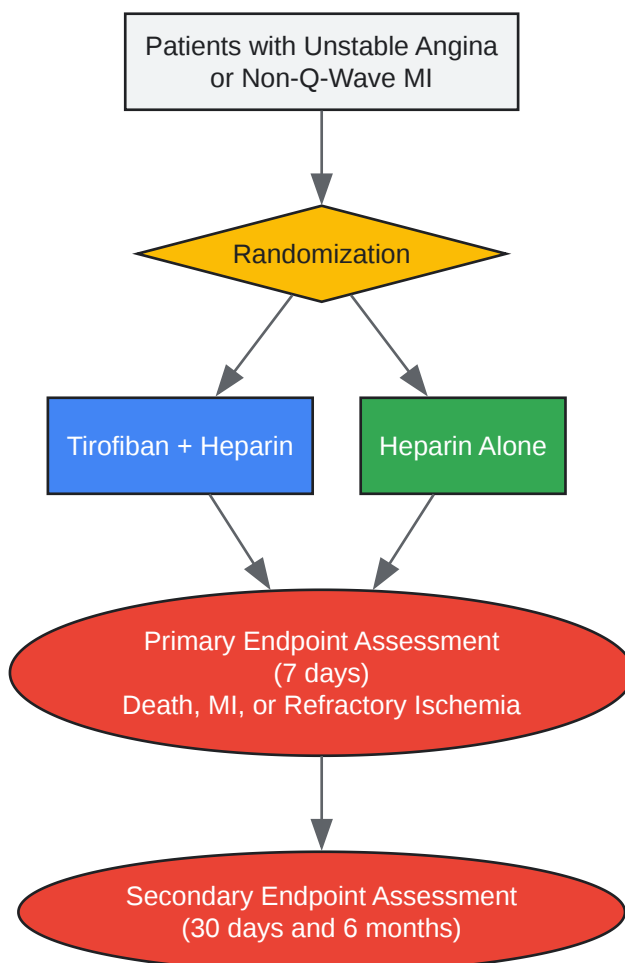 Patients with Unstable Angina
or Non-Q-Wave MI
Randomization
Tirofiban + Heparin
Heparin Alone
Primary Endpoint Assessment
(7 days)
Death, MI, or Refractory Ischemia
Secondary Endpoint Assessment
(30 days and 6 months)